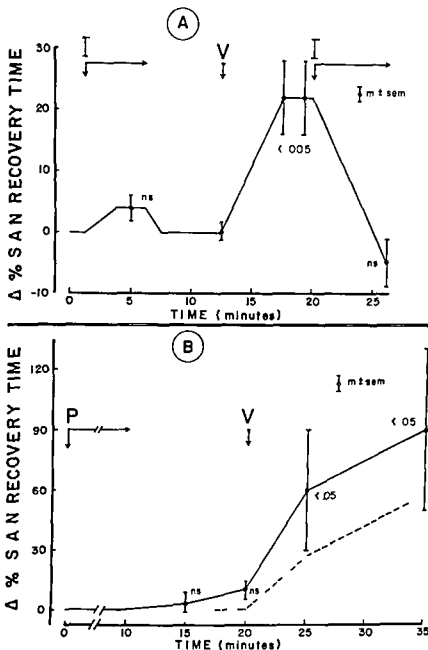 A
Δ % SAN RECOVERY TIME
30
20
10
0
-10
I
V
I
m ± sem
ns
<.005
ns
0
5
10
15
20
25
TIME (minutes)
B
Δ % SAN RECOVERY TIME
120
90
60
30
0
P
V
m±sem
ns
ns
<.05
<.05
0
10
15
20
25
30
35
TIME (minutes)